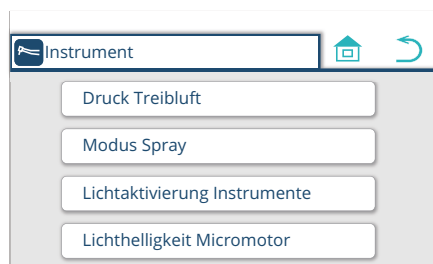 Instrument
Druck Treibluft
Modus Spray
Lichtaktivierung Instrumente
Lichthelligkeit Micromotor